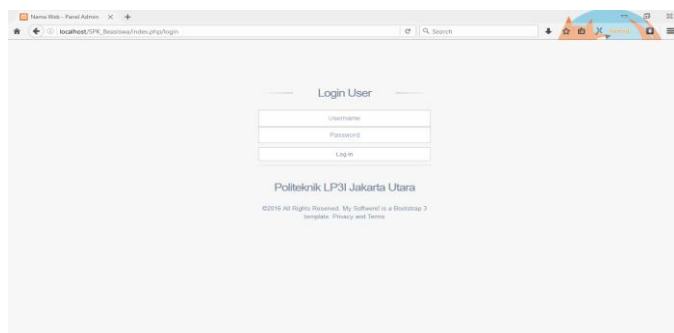 Nama Web - Panel Admin
localhost/SPK_Beasiswa/index.php/login
Search
Login User
Username
Password
Log in
Politeknik LP3I Jakarta Utara
©2016 All Rights Reserved. My Softwend is a Bootstrap 3
template. Privacy and Terms